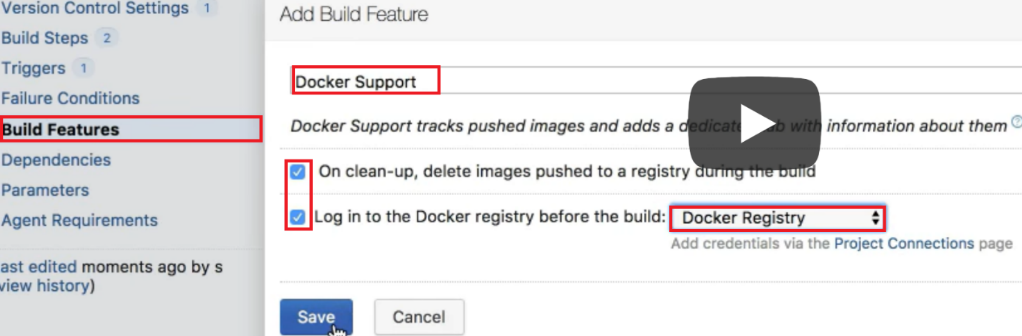 Version Control Settings 1
Build Steps 2
Triggers 1
Failure Conditions
Build Features
Dependencies
Parameters
Agent Requirements
ast edited moments ago by s
view history)
Add Build Feature
Docker Support
Docker Support tracks pushed images and adds a with information about them
On clean-up, delete images pushed to a registry during the build
Log in to the Docker registry before the build: Docker Registry
Add credentials via the Project Connections page
Save Cancel